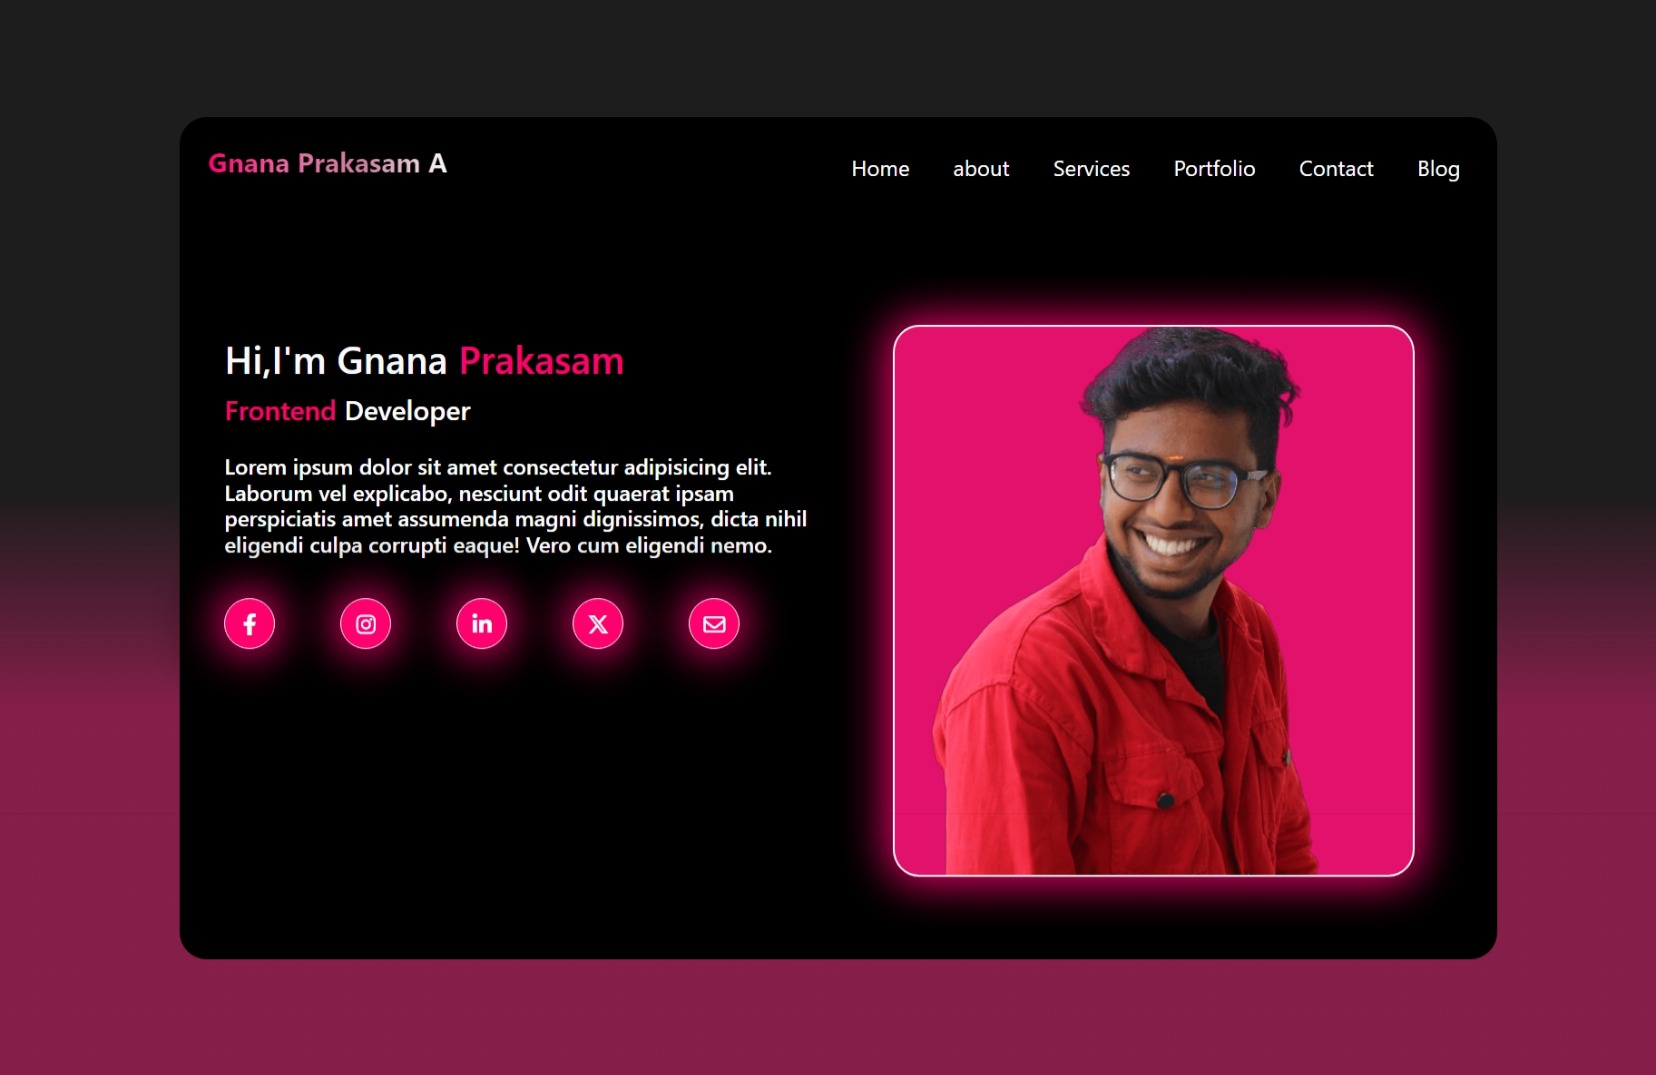 Gnana Prakasam A
Home about Services Portfolio Contact Blog
Hi,I'm Gnana Prakasam
Frontend Developer
Lorem ipsum dolor sit amet consectetur adipisicing elit.
Laborum vel explicabo, nesciunt odit quaerat ipsam
perspiciatis amet assumenda magni dignissimos, dicta nihil
eligendi culpa corrupti eaque! Vero cum eligendi nemo.